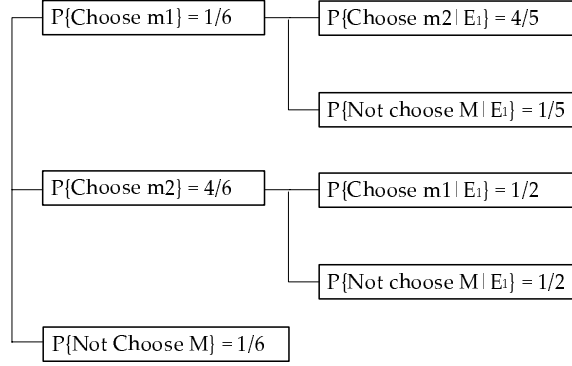 P{Choose m1} = 1/6
P{Choose m2|E1} = 4/5
P{Not choose M|E1} = 1/5
P{Choose m2} = 4/6
P{Choose m1|E1} = 1/2
P{Not choose M|E1} = 1/2
P{Not Choose M} = 1/6